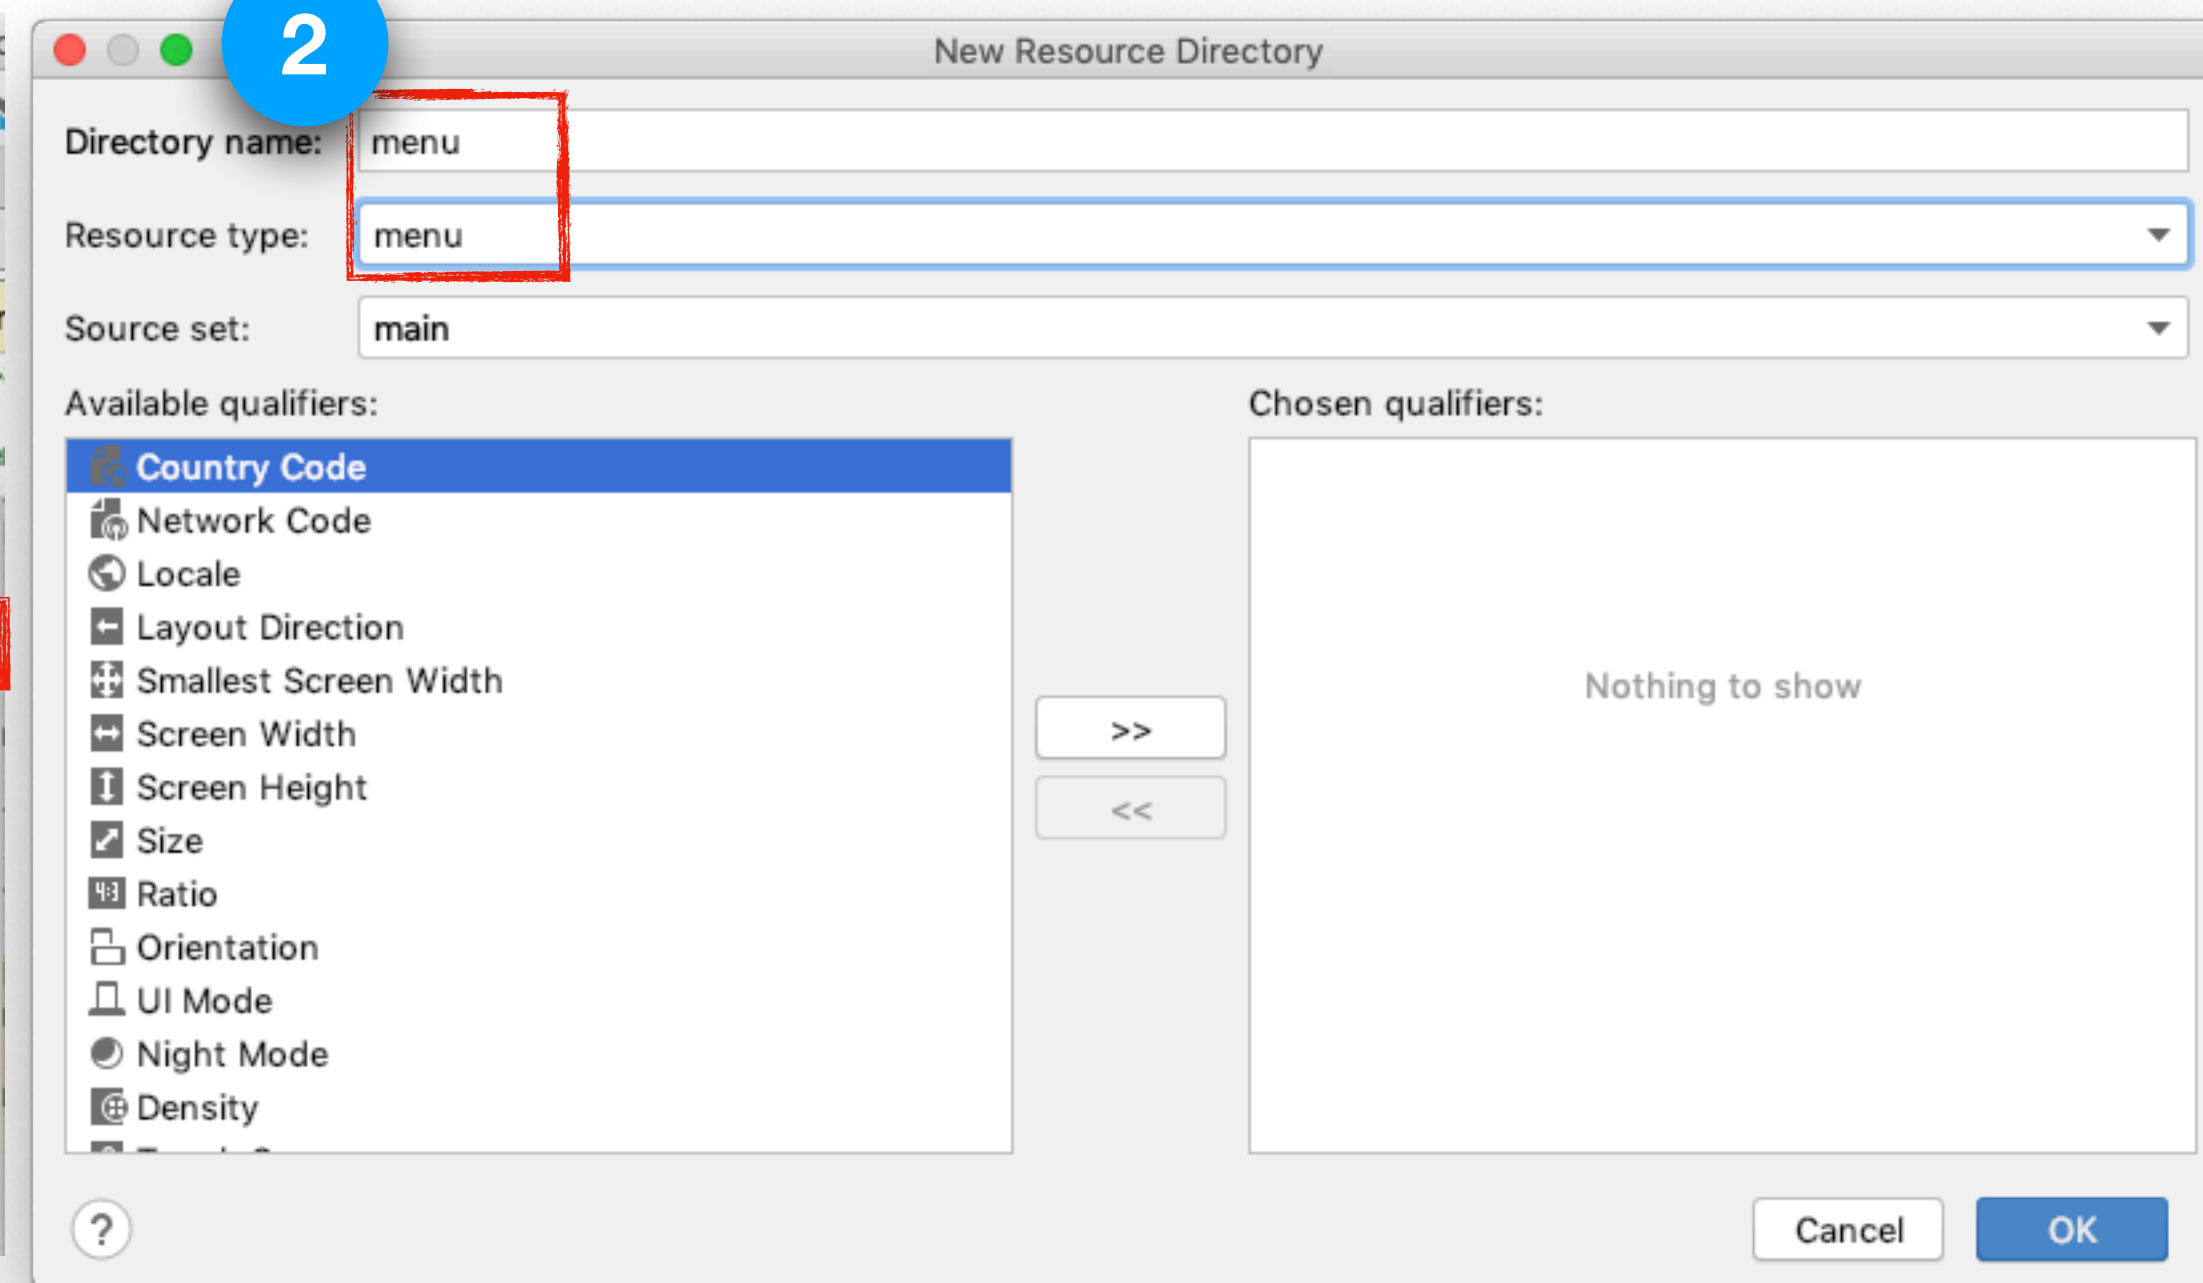 2
New Resource Directory
Directory name: menu
Resource type: menu
Source set: main
Available qualifiers:
Chosen qualifiers:
Country Code
Network Code
Locale
Layout Direction
Smallest Screen Width
Screen Width
Screen Height
Size
4:3 Ratio
Orientation
UI Mode
Night Mode
Density
>>
<<
Nothing to show
?
Cancel
OK